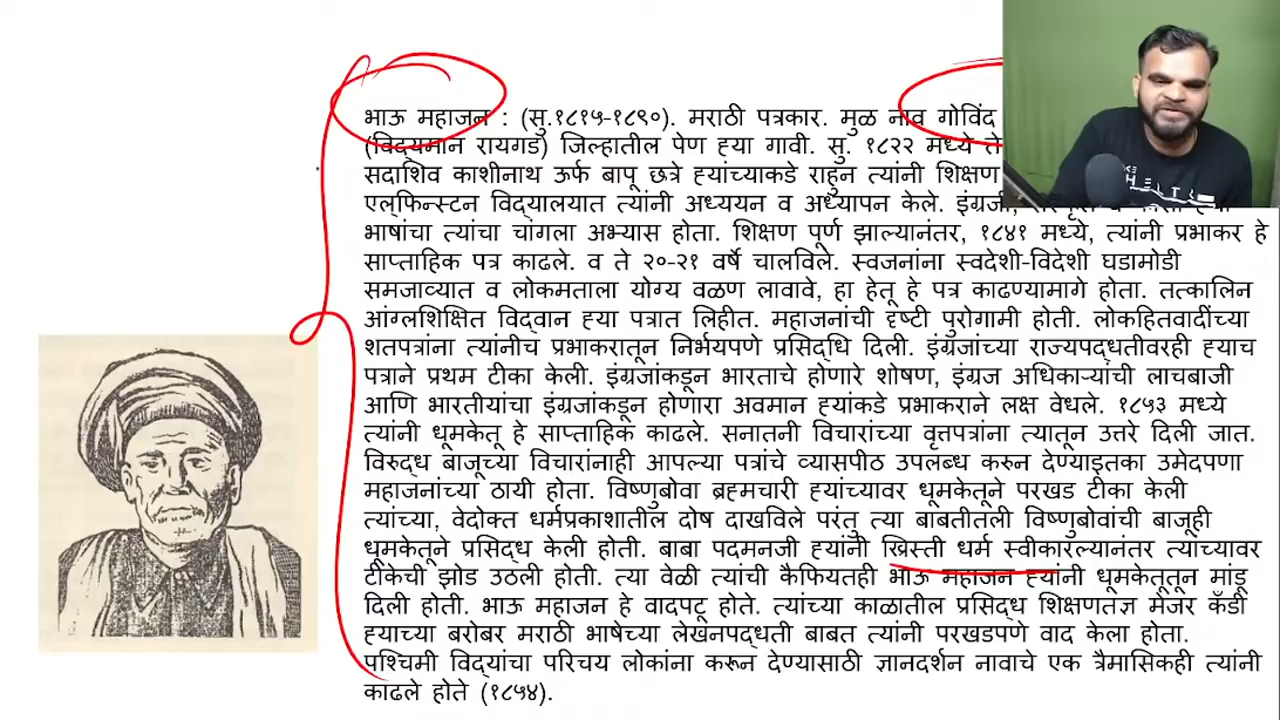 भाऊ महाजन : (सु.१८१५-१८९०). मराठी पत्रकार. मुळ नाव गोविंद
(विद्यमान रायगड) जिल्हातील पेण ह्या गावी. सु. १८२२ मध्ये ते
सदाशिव काशीनाथ ऊर्फ बापू छत्रे ह्यांच्याकडे राहुन त्यांनी शिक्षण
एल्‌फिन्स्टन विद्यालयात त्यांनी अध्ययन व अध्यापन केले. इंग्रजी,
भाषांचा त्यांचा चांगला अभ्यास होता. शिक्षण पूर्ण झाल्यानंतर, १८४१ मध्ये, त्यांनी प्रभाकर हे
साप्ताहिक पत्र काढले. व ते २०-२१ वर्षे चालविले. स्वजनांना स्वदेशी-विदेशी घडामोडी
समजाव्यात व लोकमताला योग्य वळण लावावे, हा हेतू हे पत्र काढण्यामागे होता. तत्कालिन
आंग्लशिक्षित विद्वान ह्या पत्रात लिहीत. महाजनांची दृष्टी पुरोगामी होती. लोकहितवादींच्या
शतपत्रांना त्यांनीच प्रभाकरातून निर्भयपणे प्रसिद्धि दिली. इंग्रजांच्या राज्यपद्धतीवरही ह्याच
पत्राने प्रथम टीका केली. इंग्रजांकडून भारताचे होणारे शोषण, इंग्रज अधिकाऱ्यांची लाचबाजी
आणि भारतीयांचा इंग्रजांकडून होणारा अवमान ह्यांकडे प्रभाकराने लक्ष वेधले. १८५३ मध्ये
त्यांनी धूमकेतू हे साप्ताहिक काढले. सनातनी विचारांच्या वृत्तपत्रांना त्यातून उत्तरे दिली जात.
विरुद्ध बाजूच्या विचारांनाही आपल्या पत्रांचे व्यासपीठ उपलब्ध करुन देण्याइतका उमेदपणा
महाजनांच्या ठायी होता. विष्णुबोवा ब्रह्मचारी ह्यांच्यावर धूमकेतूने परखड टीका केली
त्यांच्या, वेदोक्त धर्मप्रकाशातील दोष दाखविले परंतु त्या बाबतीतली विष्णुबोवांची बाजूही
धूमकेतूने प्रसिद्ध केली होती. बाबा पदमनजी ह्यांनी ख्रिस्ती धर्म स्वीकारल्यानंतर त्यांच्यावर
टीकेची झोड उठली होती. त्या वेळी त्यांची कैफियतही भाऊ महाजन ह्यांनी धूमकेतूतून मांडू
दिली होती. भाऊ महाजन हे वादपटू होते. त्यांच्या काळातील प्रसिद्ध शिक्षणतज्ञ मेजर कँडी
ह्याच्या बरोबर मराठी भाषेच्या लेखनपद्धती बाबत त्यांनी परखडपणे वाद केला होता.
पश्चिमी विद्यांचा परिचय लोकांना करून देण्यासाठी ज्ञानदर्शन नावाचे एक त्रैमासिकही त्यांनी
काढले होते (१८५४).